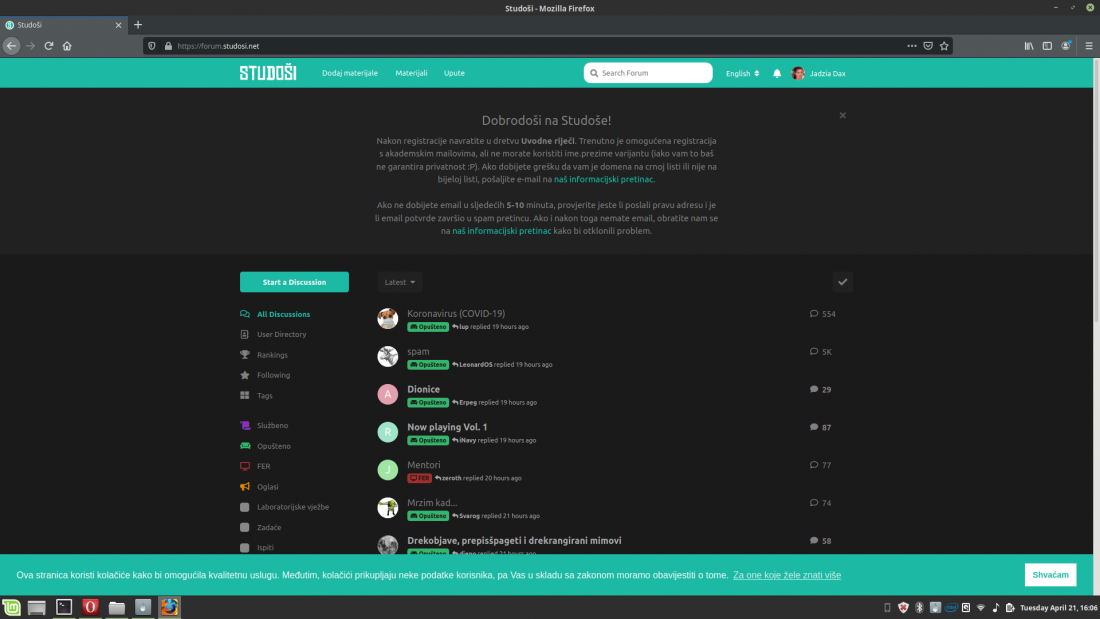 Studoši - Mozilla Firefox
Studoši
https://forum.studosi.net
STUDOŠI
Dodaj materijale
Materijali
Upute
Search Forum
English
Jadzia Dax
Dobrodoši na Studoše!
Nakon registracije navratite u dretvu Uvodne riječi. Trenutno je omogućena registracija
s akademskim mailovima, ali ne morate koristiti ime.prezime varijantu (iako vam to baš
ne garantira privatnost :P). Ako dobijete grešku da vam je domena na crnoj listi ili nije na
bijeloj listi, pošaljite e-mail na naš informacijski pretinac.
Ako ne dobijete email u sljedećih 5-10 minuta, provjerite jeste li poslali pravu adresu i je
li email potvrde završio u spam pretincu. Ako i nakon toga nemate email, obratite nam se
na naš informacijski pretinac kako bi otklonili problem.
Start a Discussion
All Discussions
User Directory
Rankings
Following
Tags
Službeno
Opušteno
FER
Oglasi
Laboratorijske vježbe
Zadaće
Ispiti
Latest
Koronavirus (COVID-19)
554
Opušteno lup replied 19 hours ago
spam
5K
Opušteno LeonardOS replied 19 hours ago
A
Dionice
29
Opušteno Erpeg replied 19 hours ago
R
Now playing Vol. 1
87
Opušteno iNavy replied 19 hours ago
J
Mentori
77
FER zeroth replied 20 hours ago
Mrzim kad...
74
Opušteno Svarog replied 21 hours ago
Drekobjave, prepisšpageti i drekrangirani mimovi
58
Opušteno replied 21 hours ago
Ova stranica koristi kolačiće kako bi omogućila kvalitetnu uslugu. Međutim, kolačići prikupljaju neke podatke korisnika, pa Vas u skladu sa zakonom moramo obavijestiti o tome. Za one koje žele znati više
Shvaćam
Tuesday April 21, 16:06